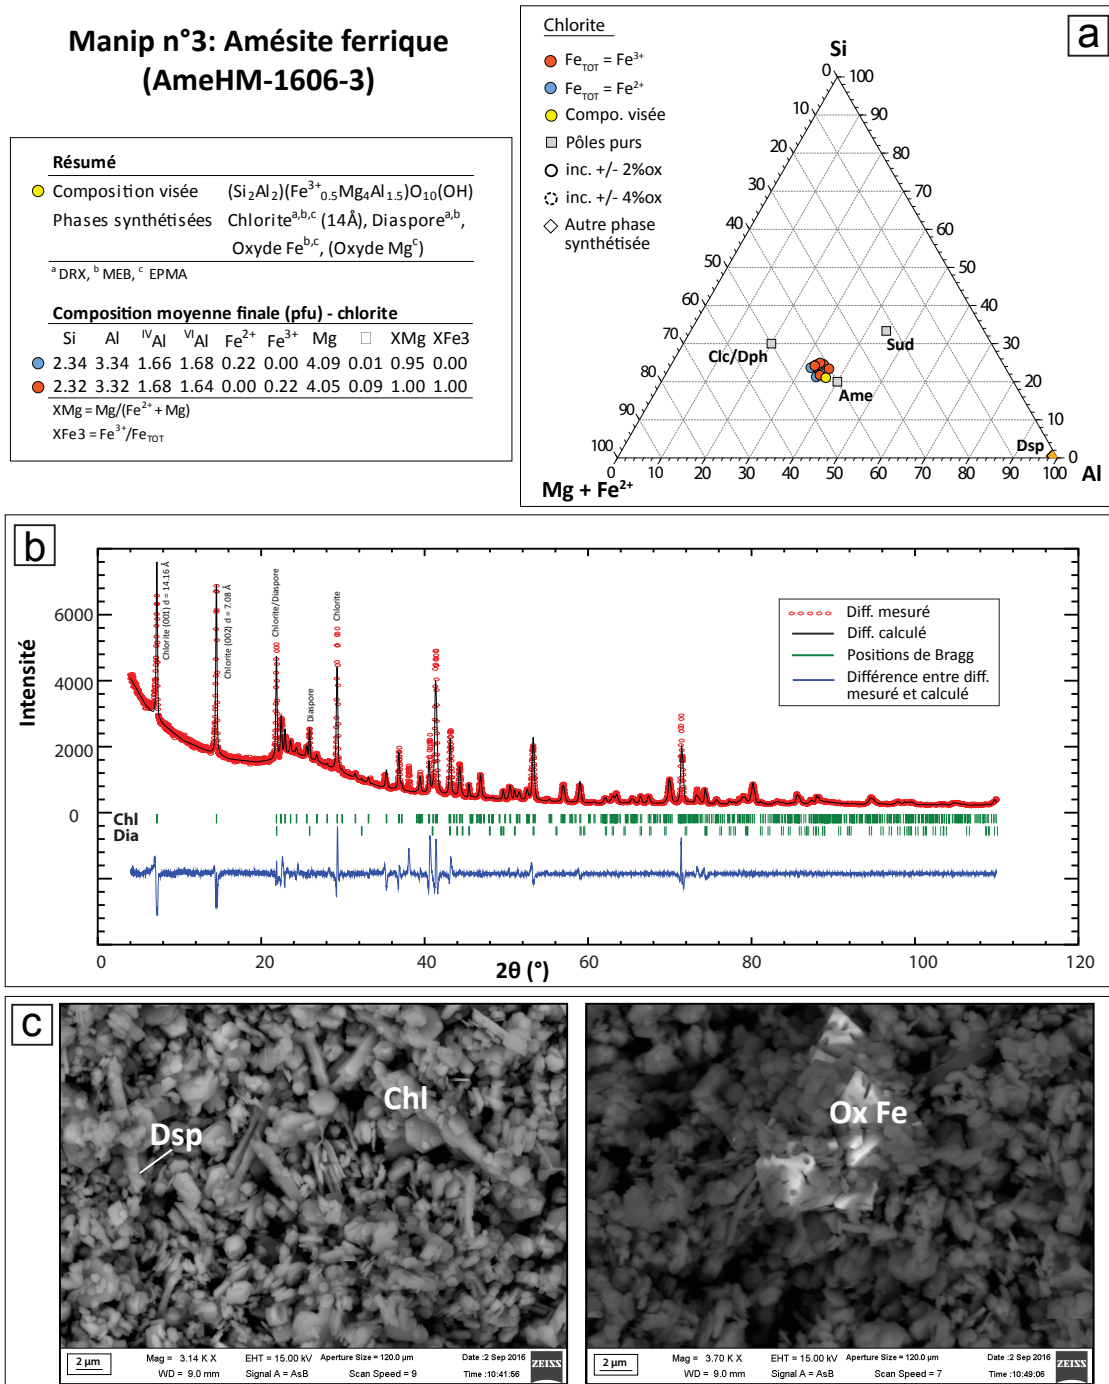 Manip n°3: Amésite ferrique
(AmeHM-1606-3)
Résumé
Composition visée (Si₂Al₂)(Fe³⁺₀.₅Mg₄Al₁.₅)O₁₀(OH)
Phases synthétisées Chloriteᵃ,ᵇ,ᶜ (14Å), Diasporeᵃ,ᵇ,
Oxyde Feᵇ,ᶜ, (Oxyde Mgᶜ)
ᵃ DRX, ᵇ MEB, ᶜ EPMA
Composition moyenne finale (pfu) - chlorite
Si Al ᴵⱽAl ⱽᴵAl Fe²⁺ Fe³⁺ Mg □ XMg XFe3
2.34 3.34 1.66 1.68 0.22 0.00 4.09 0.01 0.95 0.00
2.32 3.32 1.68 1.64 0.00 0.22 4.05 0.09 1.00 1.00
XMg = Mg/(Fe²⁺ + Mg)
XFe3 = Fe³⁺/Fe_TOT
a
Chlorite
Fe_TOT = Fe³⁺
Fe_TOT = Fe²⁺
Compo. visée
Pôles purs
inc. +/- 2%ox
inc. +/- 4%ox
Autre phase
synthétisée
Si
0
10 90
20 80
30 70
40 60
50 50
60 40
70 30
80 20
90 10
100 0
Clc/Dph
Sud
Ame
Dsp
0 10 20 30 40 50 60 70 80 90 100
Mg + Fe²⁺
Al
b
Intensité
6000
4000
2000
0
Chlorite (001) d = 14.16 Å
Chlorite (002) d = 7.08 Å
Chlorite/Diaspore
Diaspore
Chlorite
Diff. mesuré
Diff. calculé
Positions de Bragg
Différence entre diff.
mesuré et calculé
Chl
Dia
0 20 40 60 80 100 120
2θ (°)
c
Chl
Dsp
2 µm
Mag = 3.14 K X EHT = 15.00 kV Aperture Size = 120.0 µm Date :2 Sep 2016
WD = 9.0 mm Signal A = AsB Scan Speed = 9 Time :10:41:56
ZEISS
Ox Fe
2 µm
Mag = 3.70 K X EHT = 15.00 kV Aperture Size = 120.0 µm Date :2 Sep 2016
WD = 9.0 mm Signal A = AsB Scan Speed = 7 Time :10:49:06
ZEISS